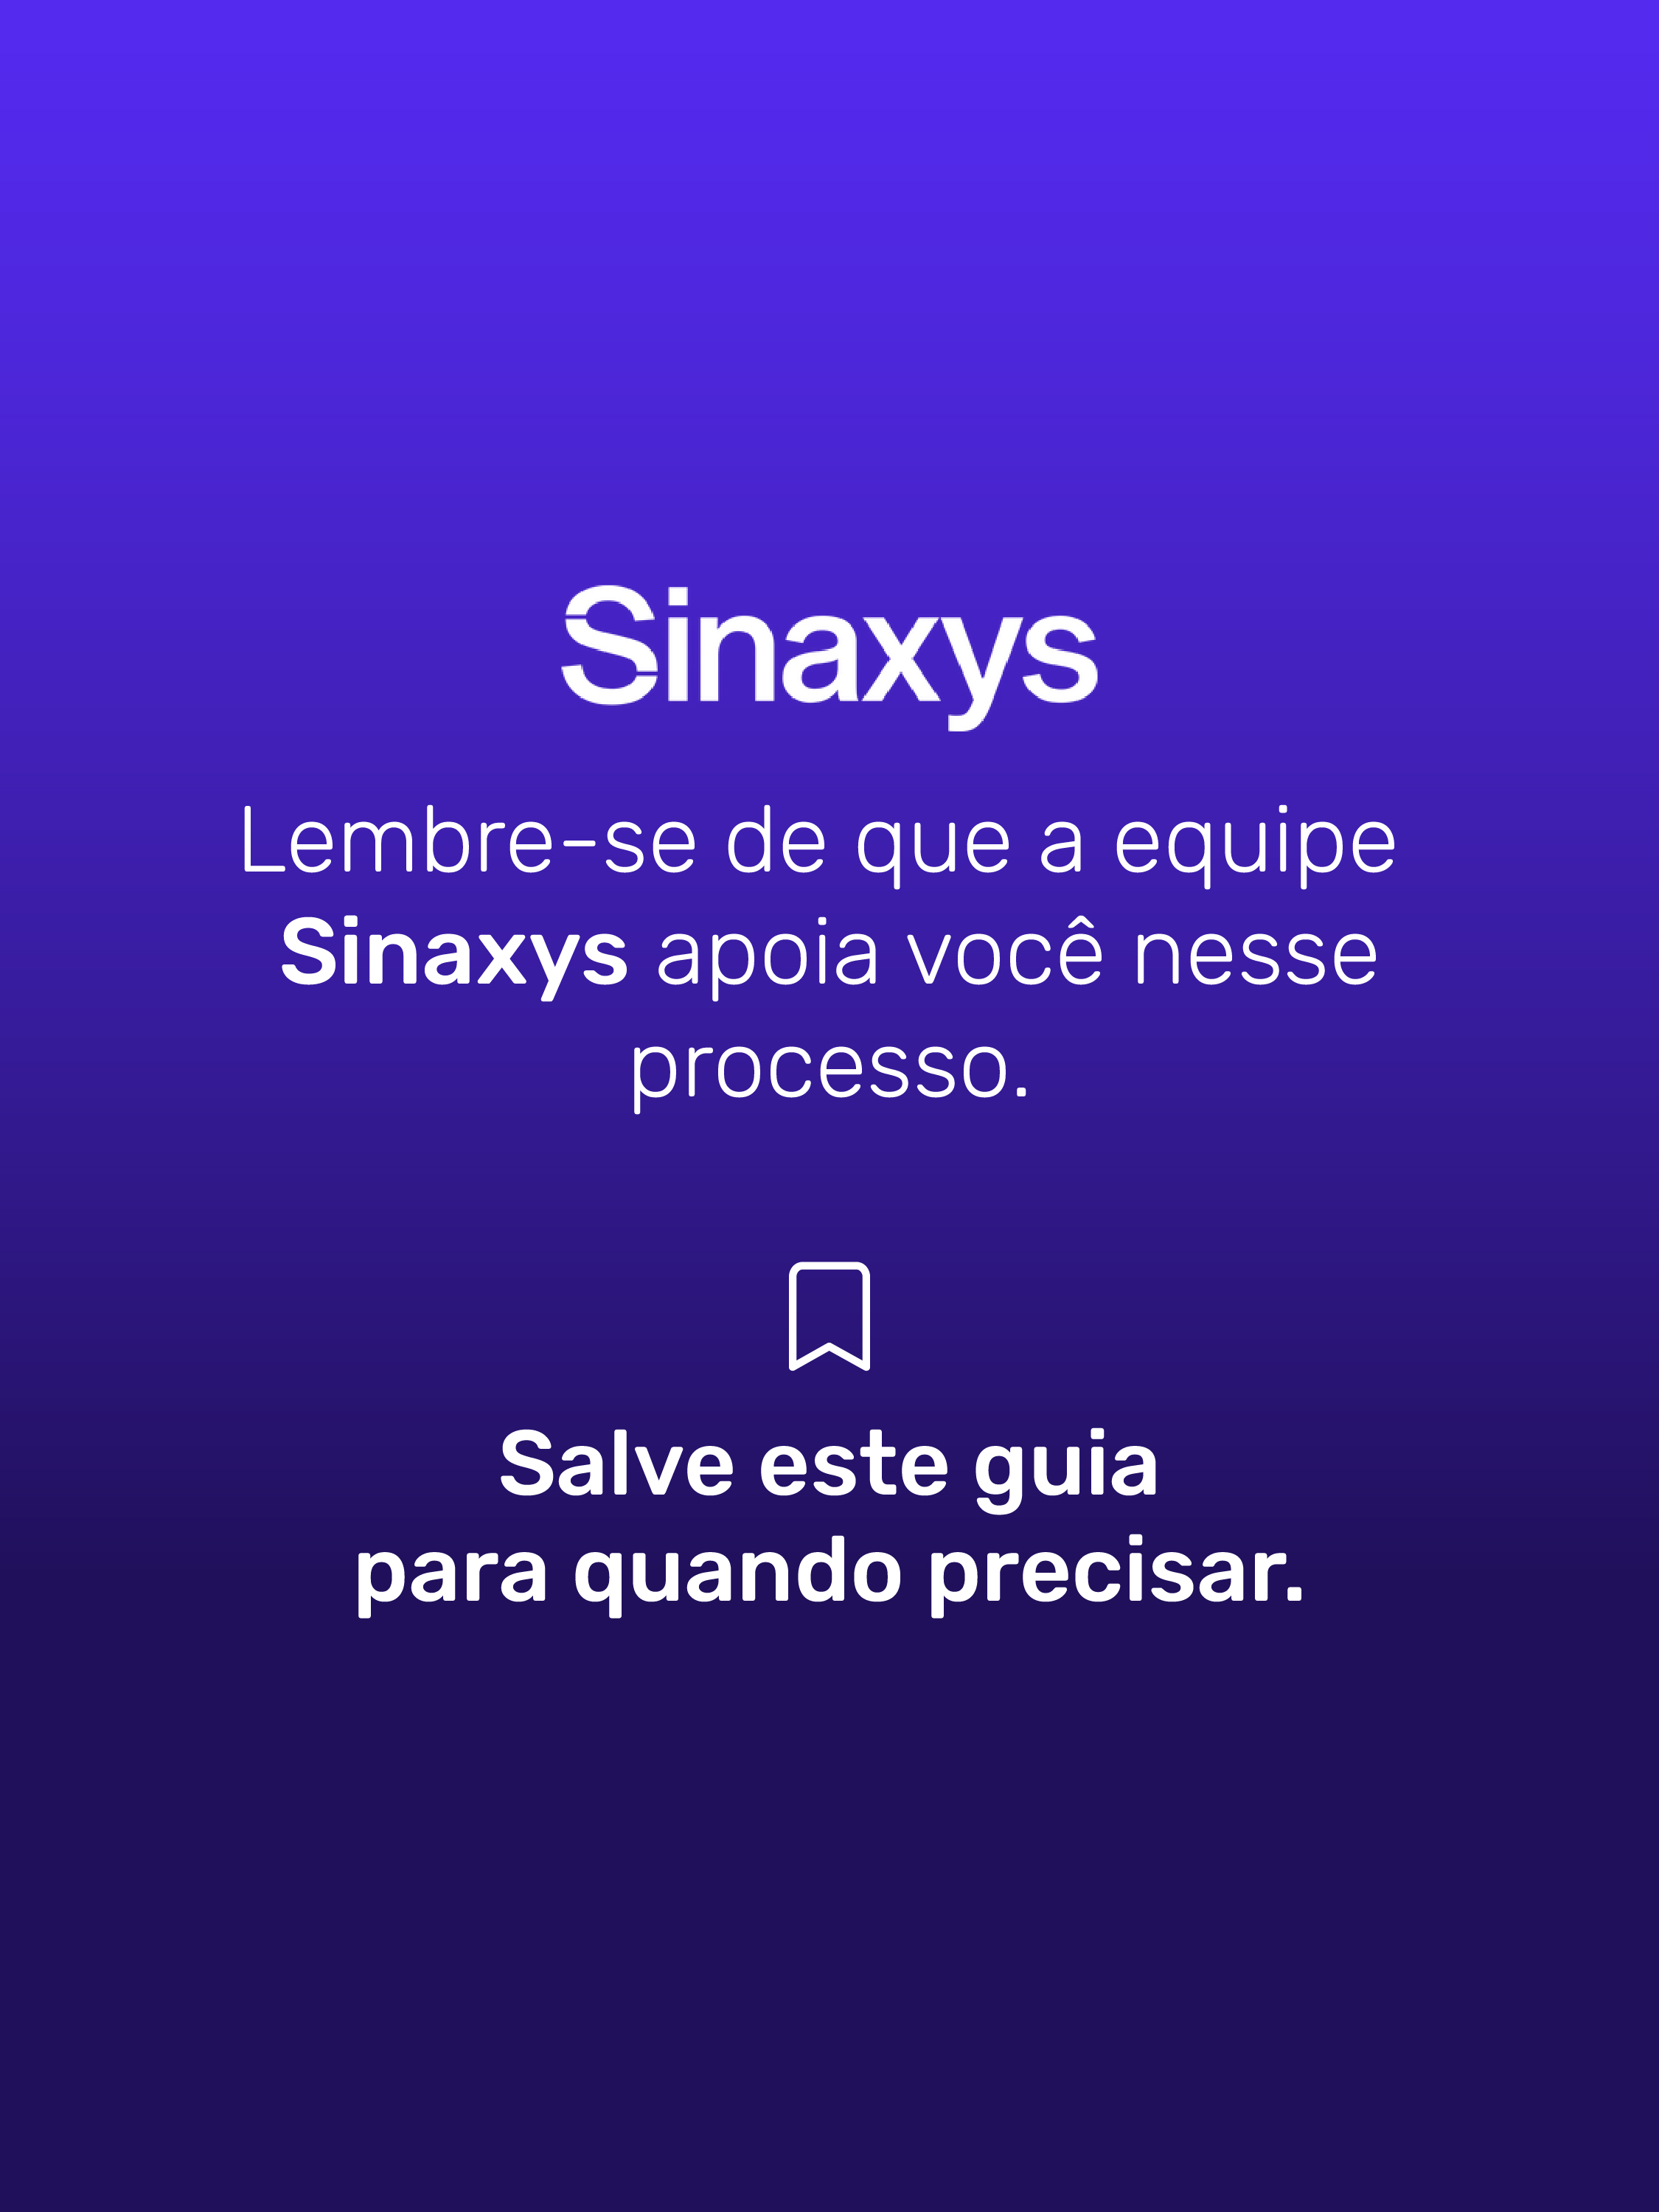 Sinaxys
Lembre-se de que a equipe
Sinaxys apoia você nesse
processo.
Salve este guia
para quando precisar.